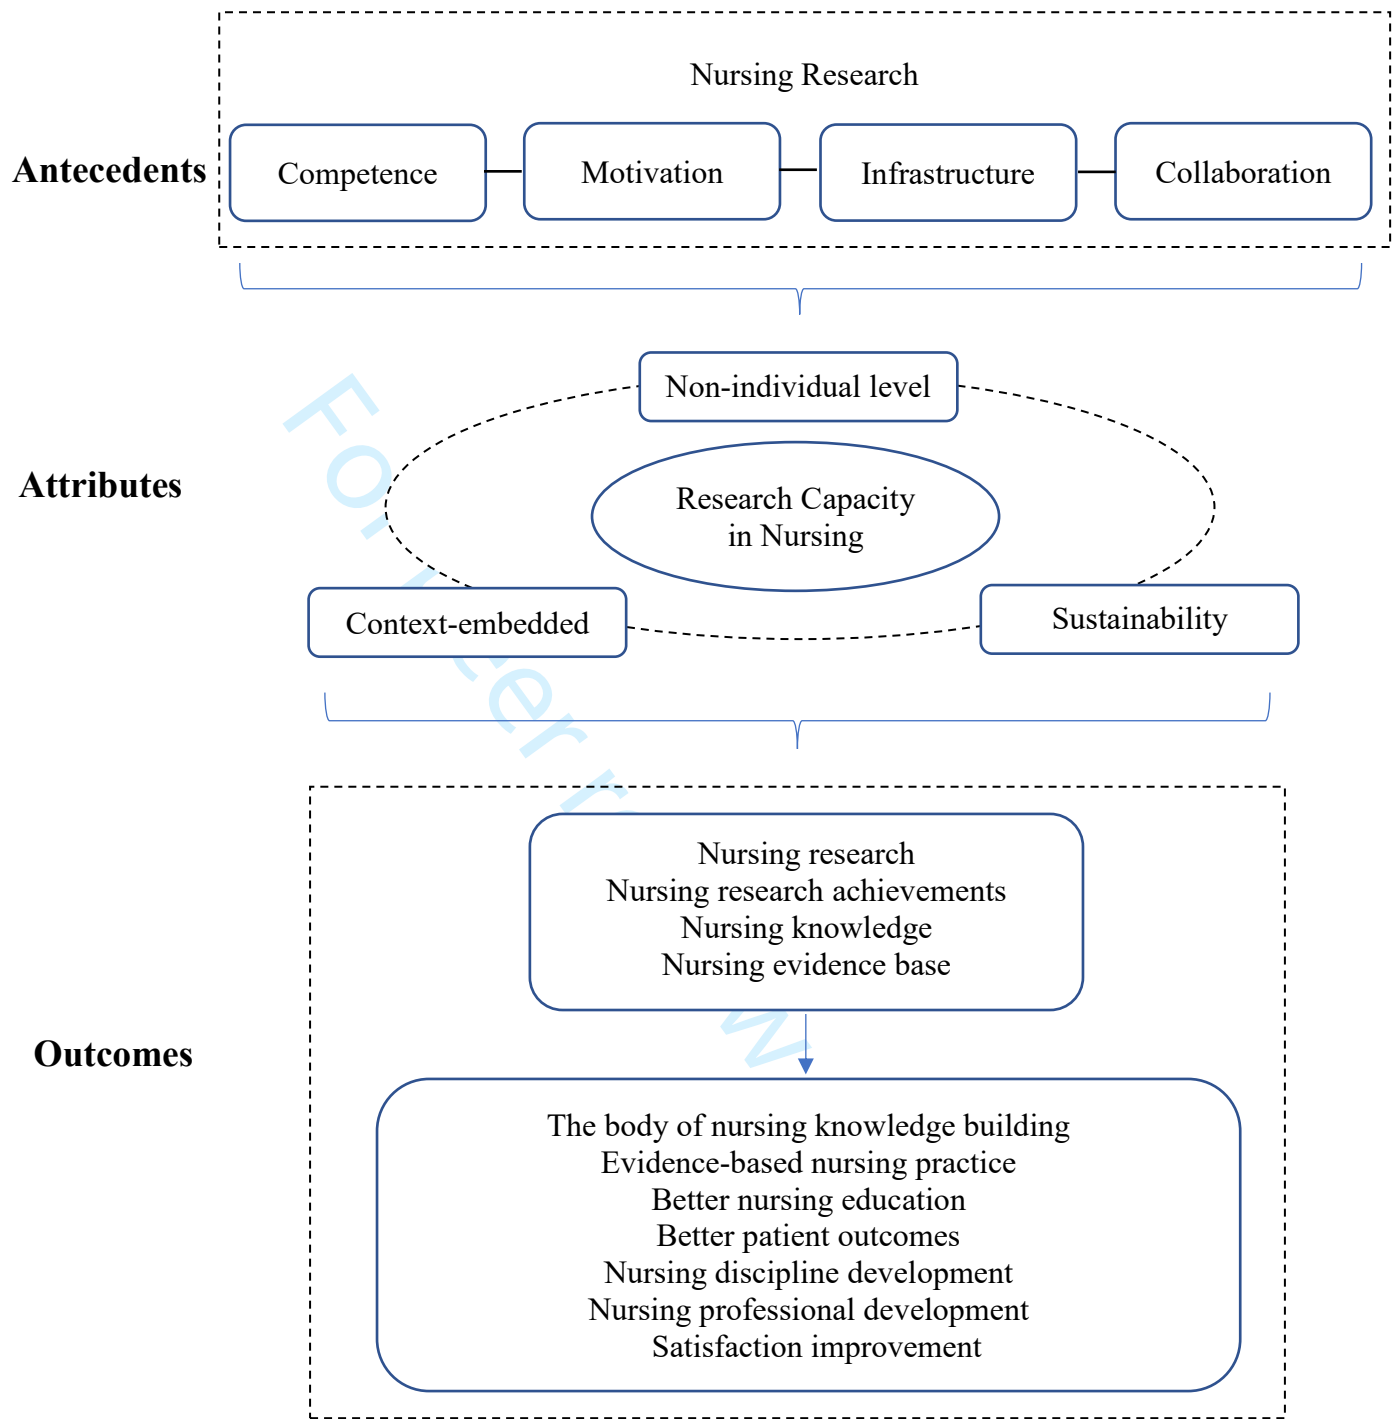 Nursing Research
Antecedents
Competence
Motivation
Infrastructure
Collaboration
Non-individual level
Attributes
Research Capacity
in Nursing
Context-embedded
Sustainability
Nursing research
Nursing research achievements
Nursing knowledge
Nursing evidence base
Outcomes
The body of nursing knowledge building
Evidence-based nursing practice
Better nursing education
Better patient outcomes
Nursing discipline development
Nursing professional development
Satisfaction improvement
For